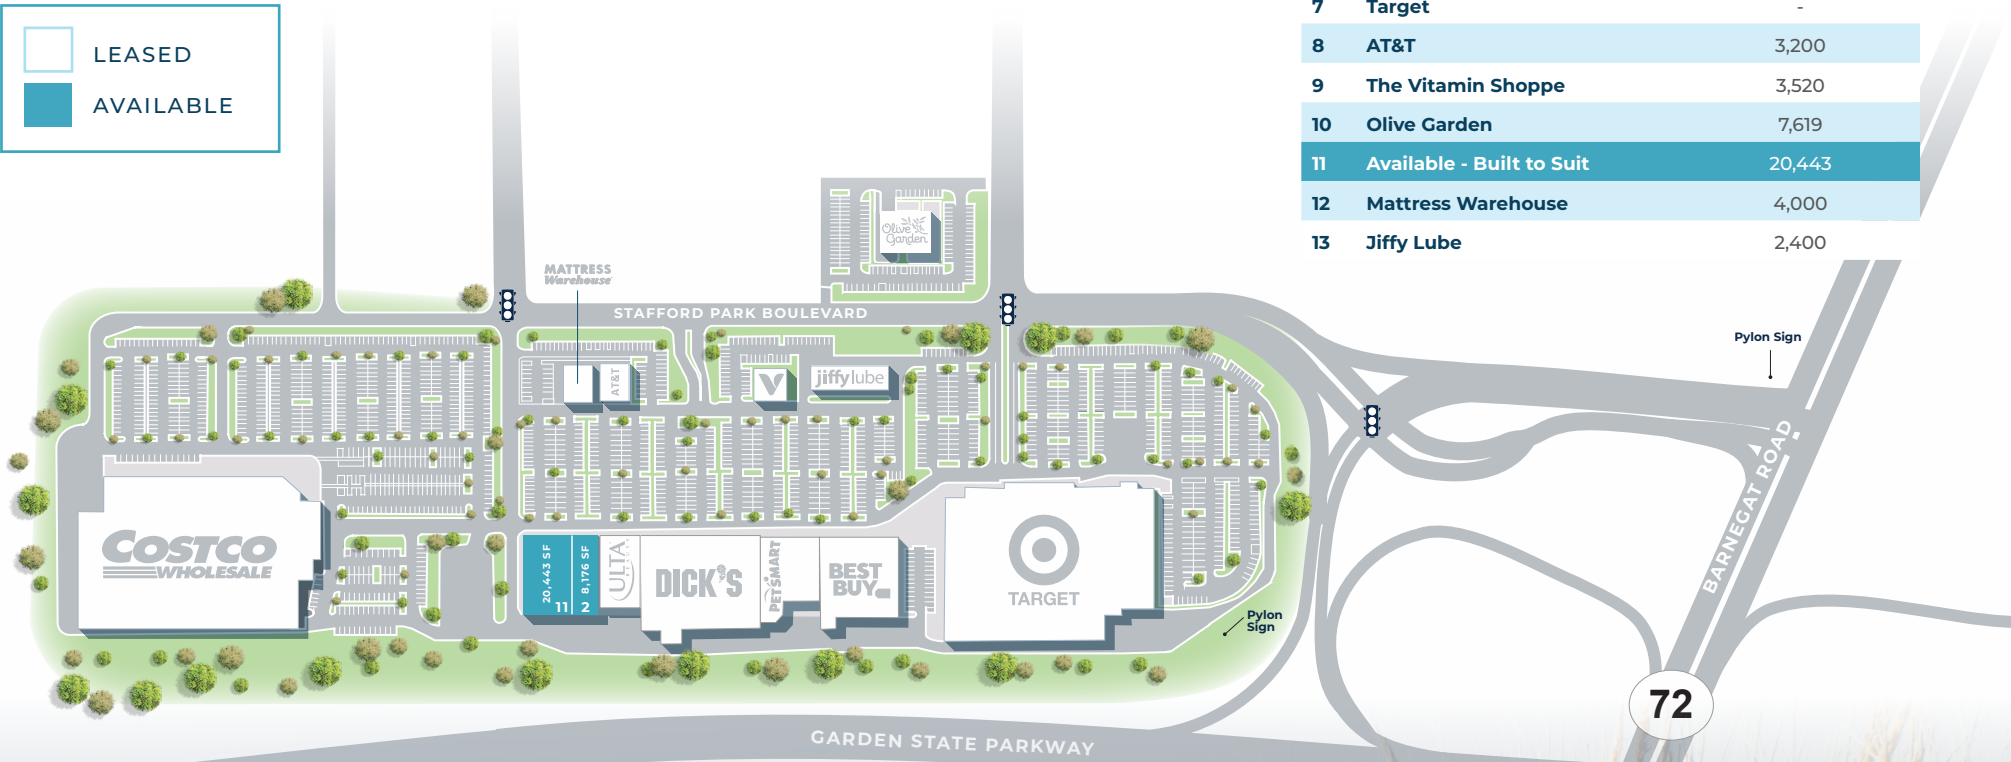 LEASED
AVAILABLE
7 Target -
8 AT&T 3,200
9 The Vitamin Shoppe 3,520
10 Olive Garden 7,619
11 Available - Built to Suit 20,443
12 Mattress Warehouse 4,000
13 Jiffy Lube 2,400
Olive
Garden
MATTRESS
Warehouse
STAFFORD PARK BOULEVARD
Pylon Sign
AT&T
V
jiffy lube
COSTCO
WHOLESALE
20,443 SF
11
8,176 SF
2
ULTA
DICK'S
PETSMART
BEST
BUY
TARGET
Pylon
Sign
BARNEGAT ROAD
72
GARDEN STATE PARKWAY